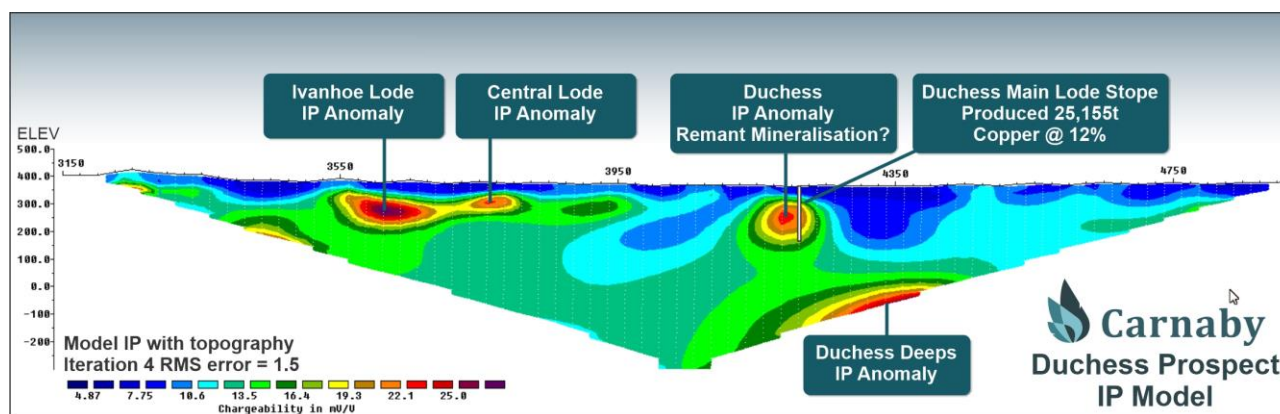 Ivanhoe Lode
IP Anomaly
Central Lode
IP Anomaly
Duchess
IP Anomaly
Remant Mineralisation?
Duchess Main Lode Stope
Produced 25,155t
Copper @ 12%
ELEV
500.0
400.0
300.0
200.0
100.0
0.0
-100
-200
3150
3550
3950
4350
4750
Duchess Deeps
IP Anomaly
Model IP with topography
Iteration 4 RMS error = 1.5
4.87 7.75 10.6 13.5 16.4 19.3 22.1 25.0
Chargeability in mV/V
Carnaby
Duchess Prospect
IP Model